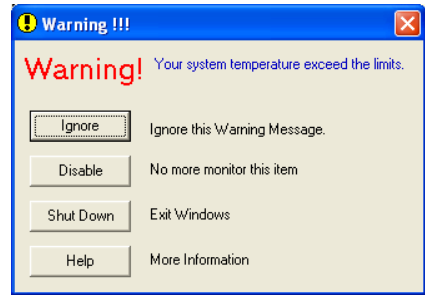 Warning !!!
Warning! Your system temperature exceed the limits.
Ignore Ignore this Warning Message.
Disable No more monitor this item
Shut Down Exit Windows
Help More Information